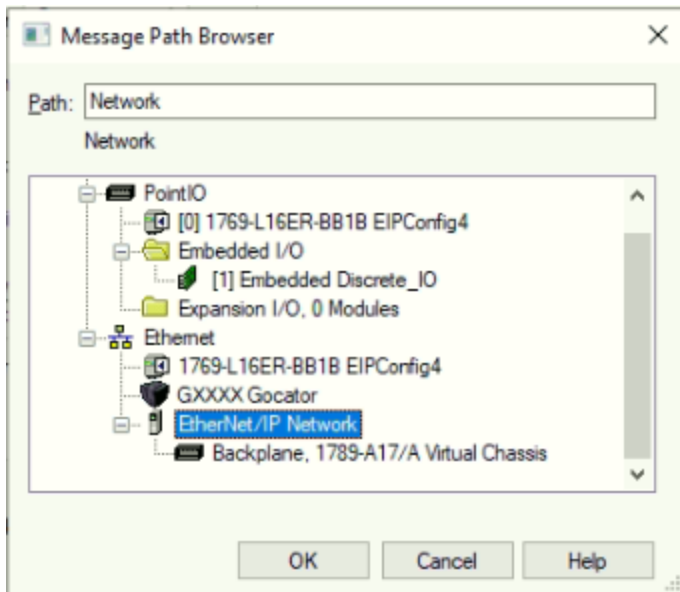 Message Path Browser
Path: Network
Network
PointIO
[0] 1769-L16ER-BB1B EIPConfig4
Embedded I/O
[1] Embedded Discrete_IO
Expansion I/O, 0 Modules
Ethernet
1769-L16ER-BB1B EIPConfig4
GXXXX Gocator
EtherNet/IP Network
Backplane, 1789-A17/A Virtual Chassis
OK Cancel Help